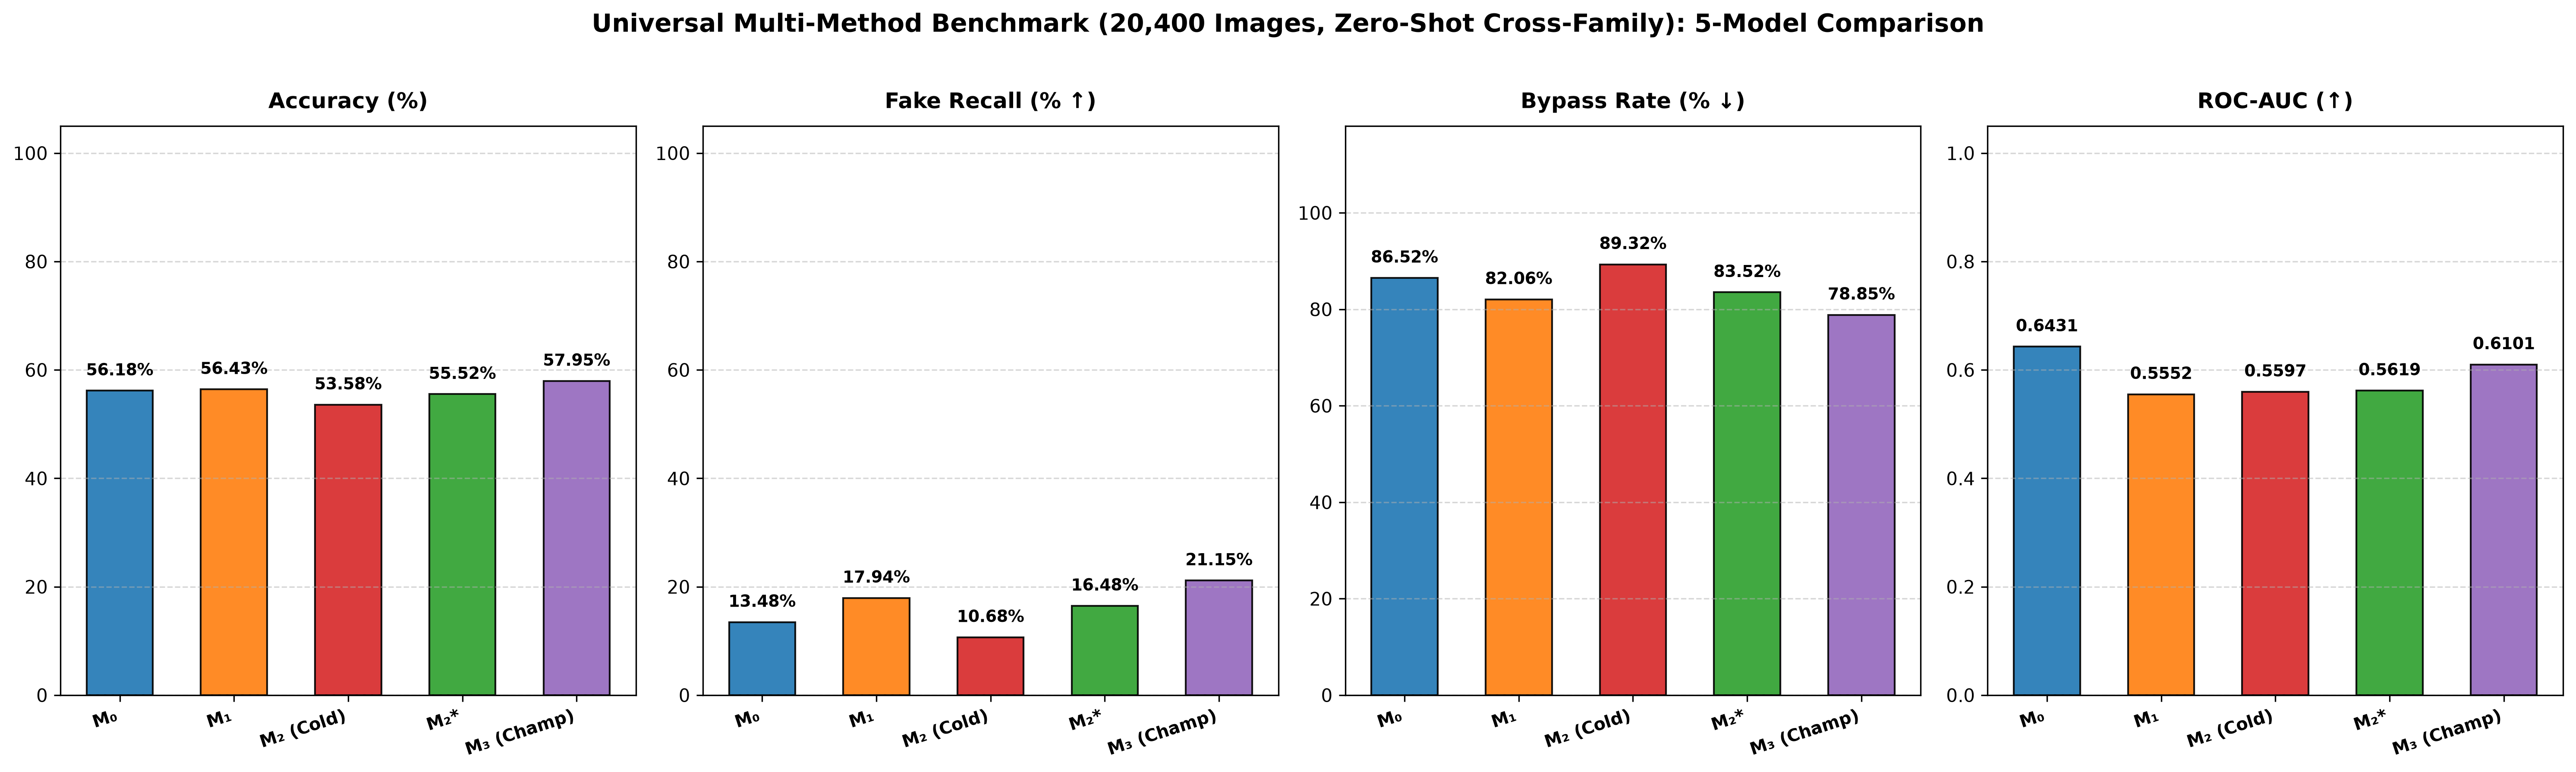 Universal Multi-Method Benchmark (20,400 Images, Zero-Shot Cross-Family): 5-Model Comparison
Accuracy (%)
100
80
60
40
20
0
56.18%
56.43%
53.58%
55.52%
57.95%
M₀
M₁
M₂ (Cold)
M₂*
M₃ (Champ)
Fake Recall (% ↑)
100
80
60
40
20
0
13.48%
17.94%
10.68%
16.48%
21.15%
M₀
M₁
M₂ (Cold)
M₂*
M₃ (Champ)
Bypass Rate (% ↓)
100
80
60
40
20
0
86.52%
82.06%
89.32%
83.52%
78.85%
M₀
M₁
M₂ (Cold)
M₂*
M₃ (Champ)
ROC-AUC (↑)
1.0
0.8
0.6
0.4
0.2
0.0
0.6431
0.5552
0.5597
0.5619
0.6101
M₀
M₁
M₂ (Cold)
M₂*
M₃ (Champ)